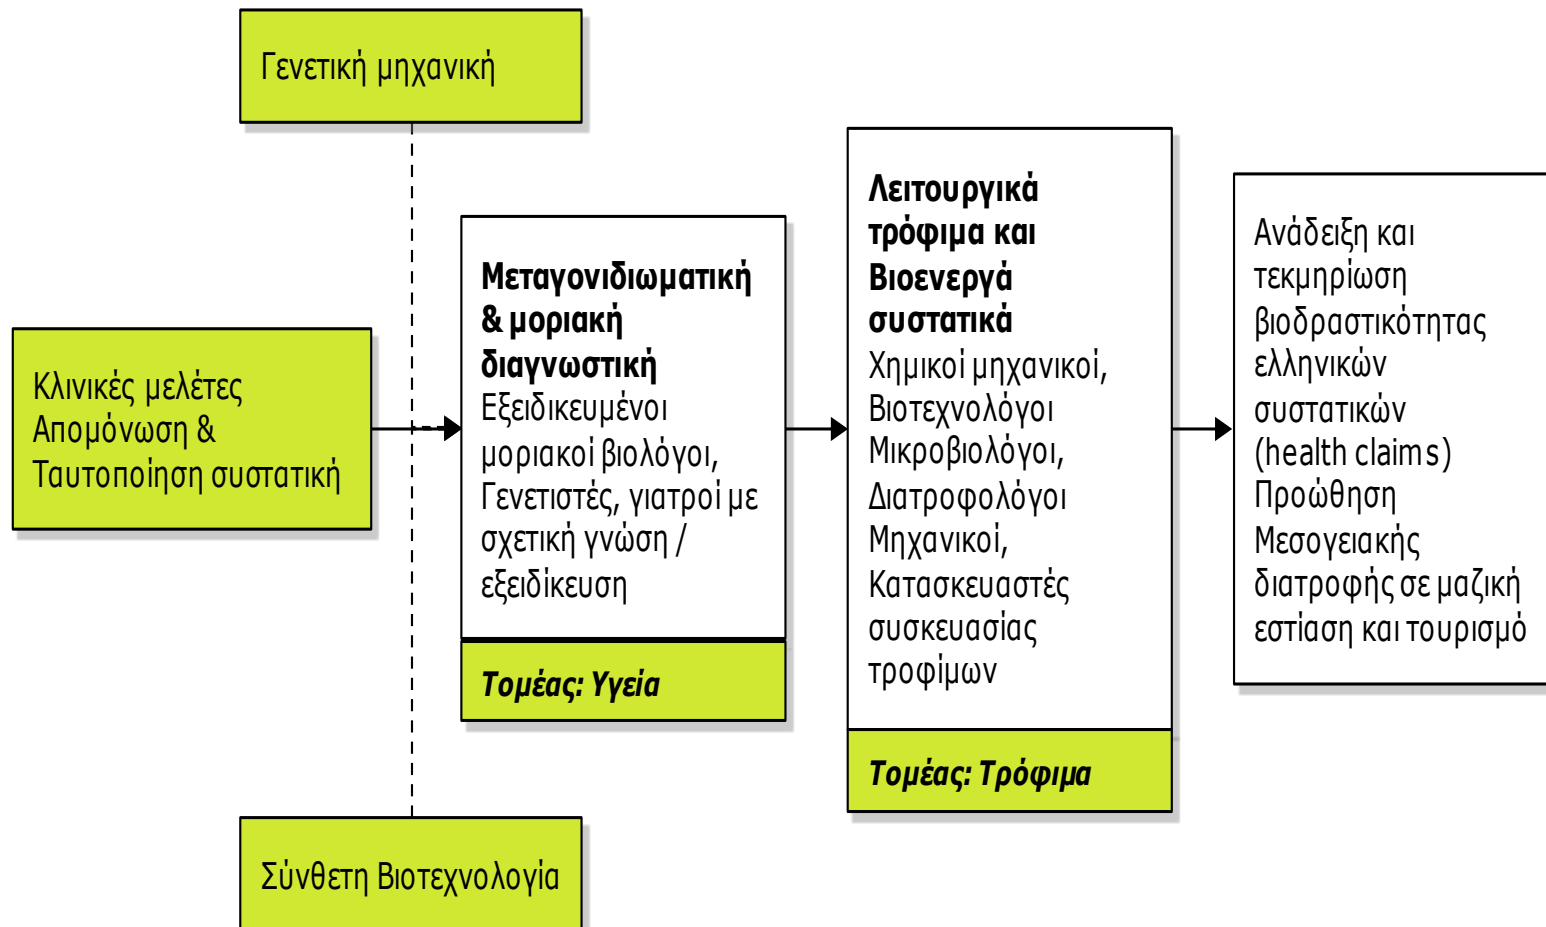 Γενετική μηχανική
Κλινικές μελέτες
Απομόνωση &
Ταυτοποίηση συστατική
Μεταγονιδιωματική
& μοριακή
διαγνωστική
Εξειδικευμένοι
μοριακοί βιολόγοι,
Γενετιστές, γιατροί με
σχετική γνώση /
εξειδίκευση
Τομέας: Υγεία
Λειτουργικά
τρόφιμα και
Βιοενεργά
συστατικά
Χημικοί μηχανικοί,
Βιοτεχνολόγοι
Μικροβιολόγοι,
Διατροφολόγοι
Μηχανικοί,
Κατασκευαστές
συσκευασίας
τροφίμων
Τομέας: Τρόφιμα
Ανάδειξη και
τεκμηρίωση
βιοδραστικότητας
ελληνικών
συστατικών
(health claims)
Προώθηση
Μεσογειακής
διατροφής σε μαζική
εστίαση και τουρισμό
Σύνθετη Βιοτεχνολογία